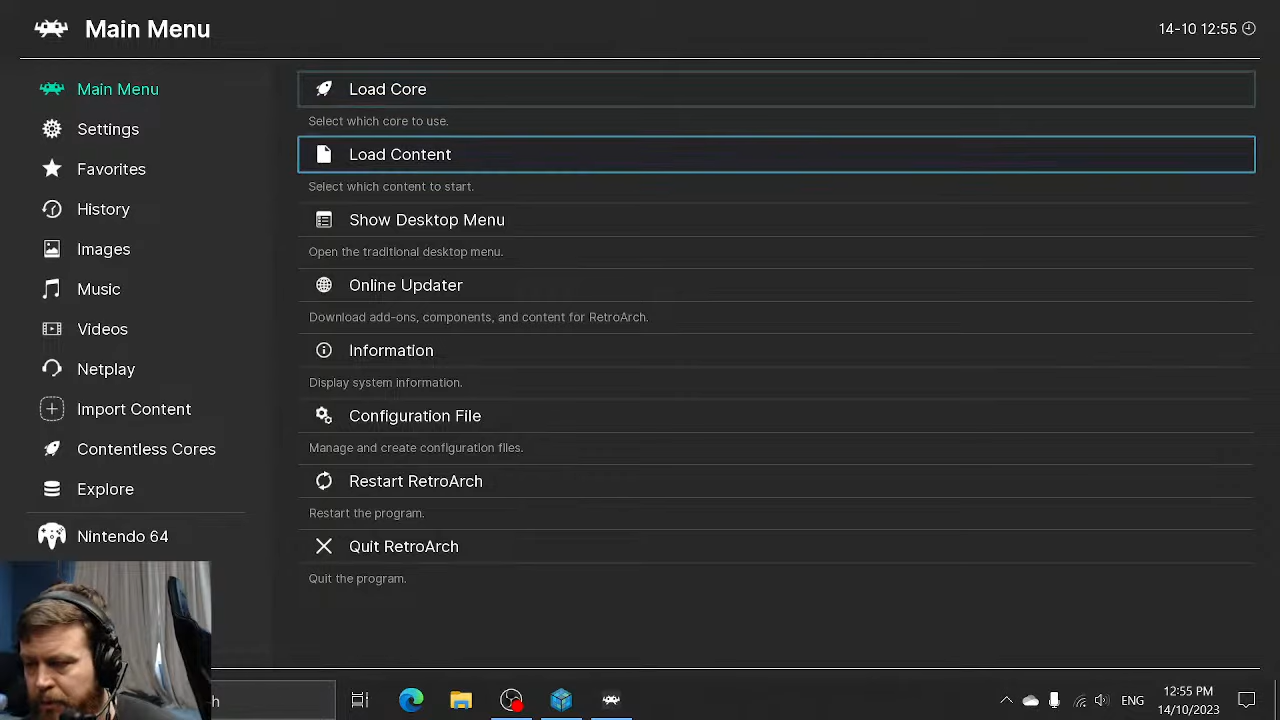 Main Menu
14-10 12:55
Main Menu
Settings
Favorites
History
Images
Music
Videos
Netplay
Import Content
Contentless Cores
Explore
Nintendo 64
Load Core
Select which core to use.
Load Content
Select which content to start.
Show Desktop Menu
Open the traditional desktop menu.
Online Updater
Download add-ons, components, and content for RetroArch.
Information
Display system information.
Configuration File
Manage and create configuration files.
Restart RetroArch
Restart the program.
Quit RetroArch
Quit the program.
h
ENG
12:55 PM
14/10/2023